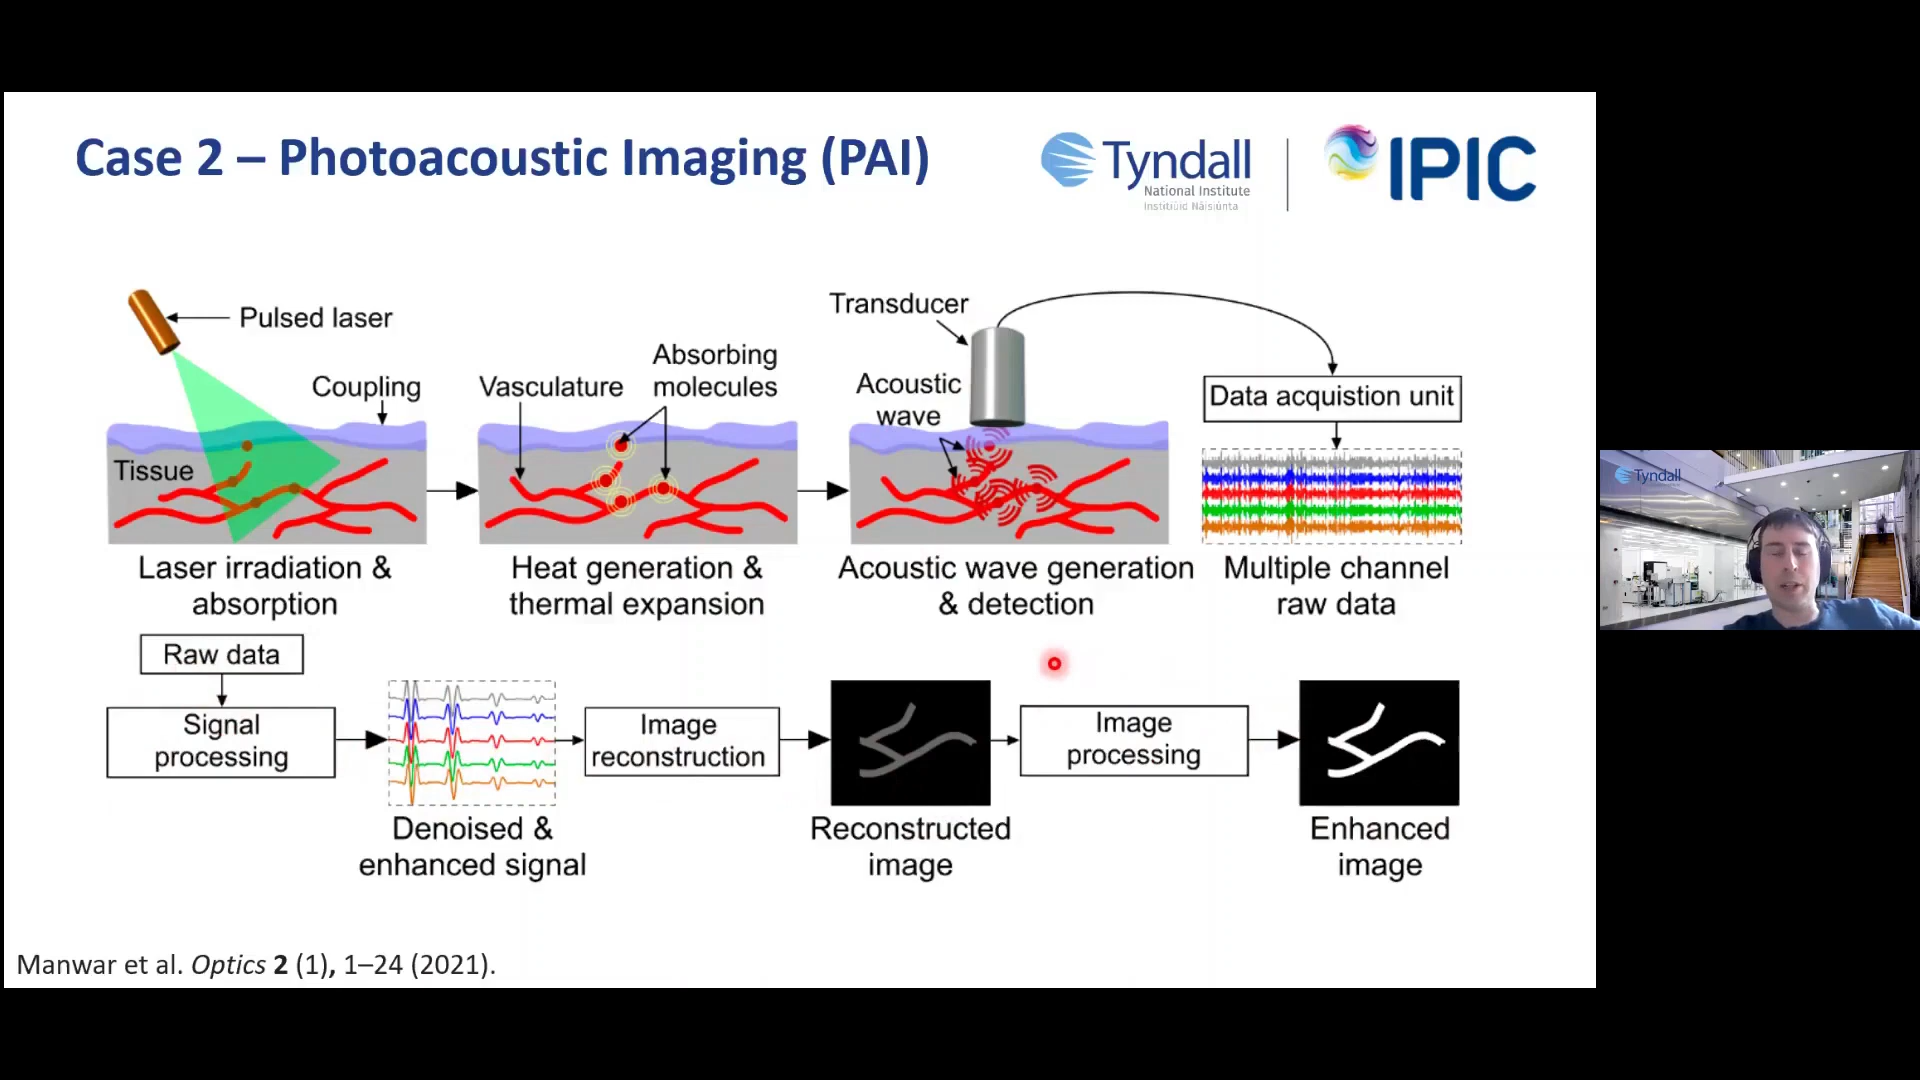 Case 2 – Photoacoustic Imaging (PAI)
Tyndall
National Institute
Institiúid Náisiúnta
IPIC
Pulsed laser
Coupling
Tissue
Laser irradiation &
absorption
Vasculature
Absorbing
molecules
Heat generation &
thermal expansion
Transducer
Acoustic
wave
Acoustic wave generation
& detection
Data acquistion unit
Multiple channel
raw data
Raw data
Signal
processing
Denoised &
enhanced signal
Image
reconstruction
Reconstructed
image
Image
processing
Enhanced
image
Manwar et al. Optics 2 (1), 1–24 (2021).
Tyndall